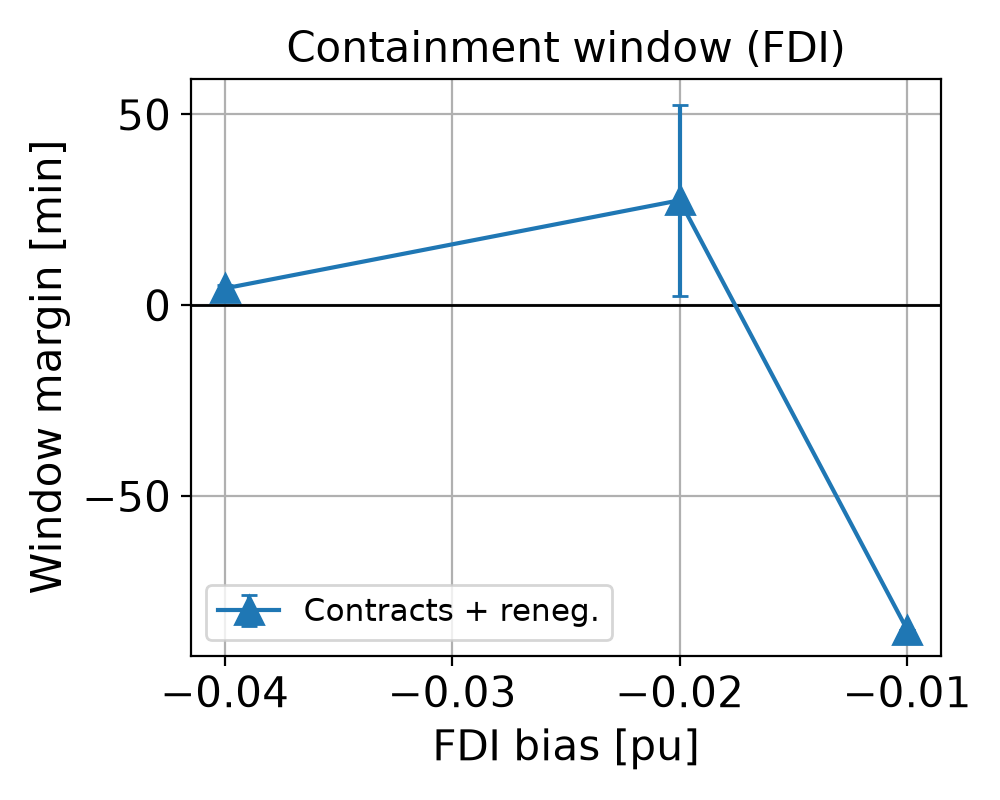 Containment window (FDI)
Window margin [min]
50
0
−50
Contracts + reneg.
−0.04
−0.03
−0.02
−0.01
FDI bias [pu]